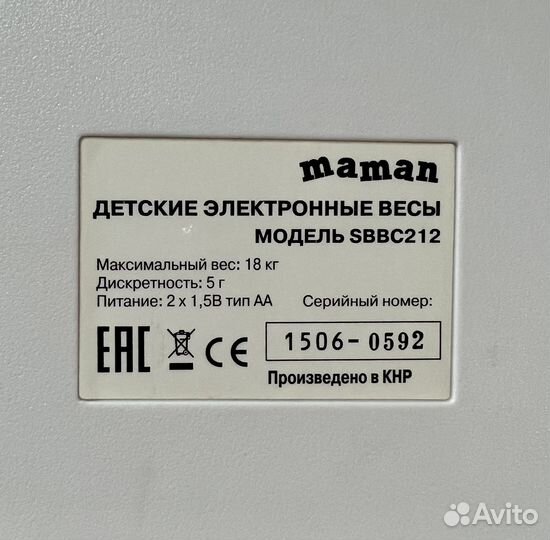 maman
ДЕТСКИЕ ЭЛЕКТРОННЫЕ ВЕСЫ
МОДЕЛЬ SBBC212
Максимальный вес: 18 кг
Дискретность: 5 г
Питание: 2 x 1,5В тип АА
Серийный номер:
EAC CE
1506-0592
Произведено в КНР
Avito